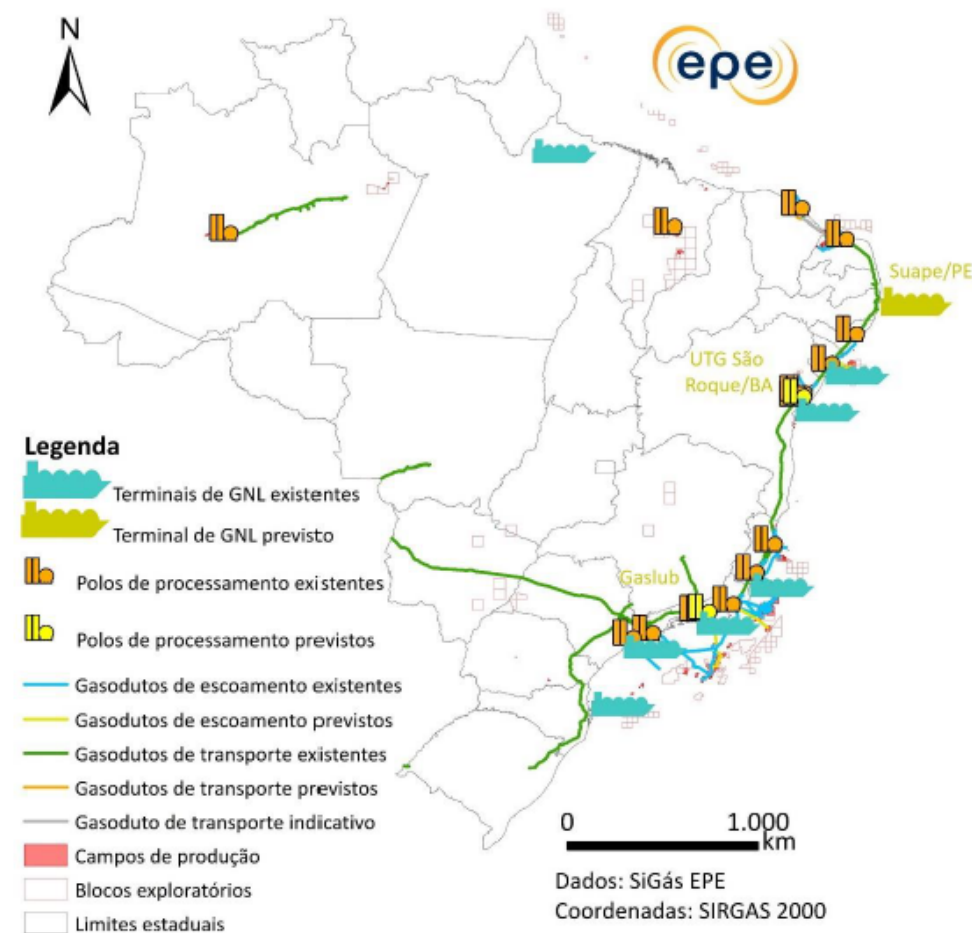 N
epe
Suape/PE
UTG São
Roque/BA
Gaslub
Legenda
Terminais de GNL existentes
Terminal de GNL previsto
Polos de processamento existentes
Polos de processamento previstos
Gasodutos de escoamento existentes
Gasodutos de escoamento previstos
Gasodutos de transporte existentes
Gasodutos de transporte previstos
Gasoduto de transporte indicativo
Campos de produção
Blocos exploratórios
Limites estaduais
0 1.000
km
Dados: SiGás EPE
Coordenadas: SIRGAS 2000